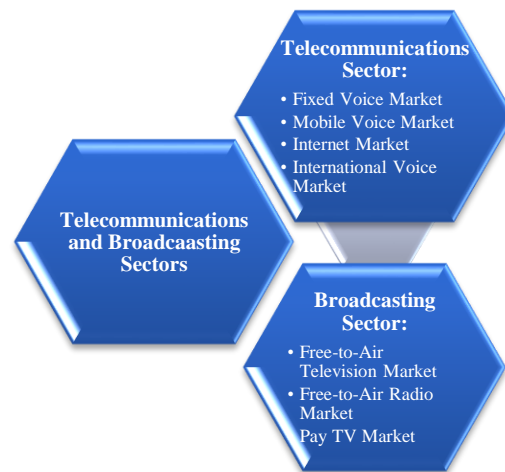 Telecommunications
Sector:
• Fixed Voice Market
• Mobile Voice Market
• Internet Market
• International Voice
Market
Telecommunications
and Broadcaasting
Sectors
Broadcasting
Sector:
• Free-to-Air
Television Market
• Free-to-Air Radio
Market
Pay TV Market